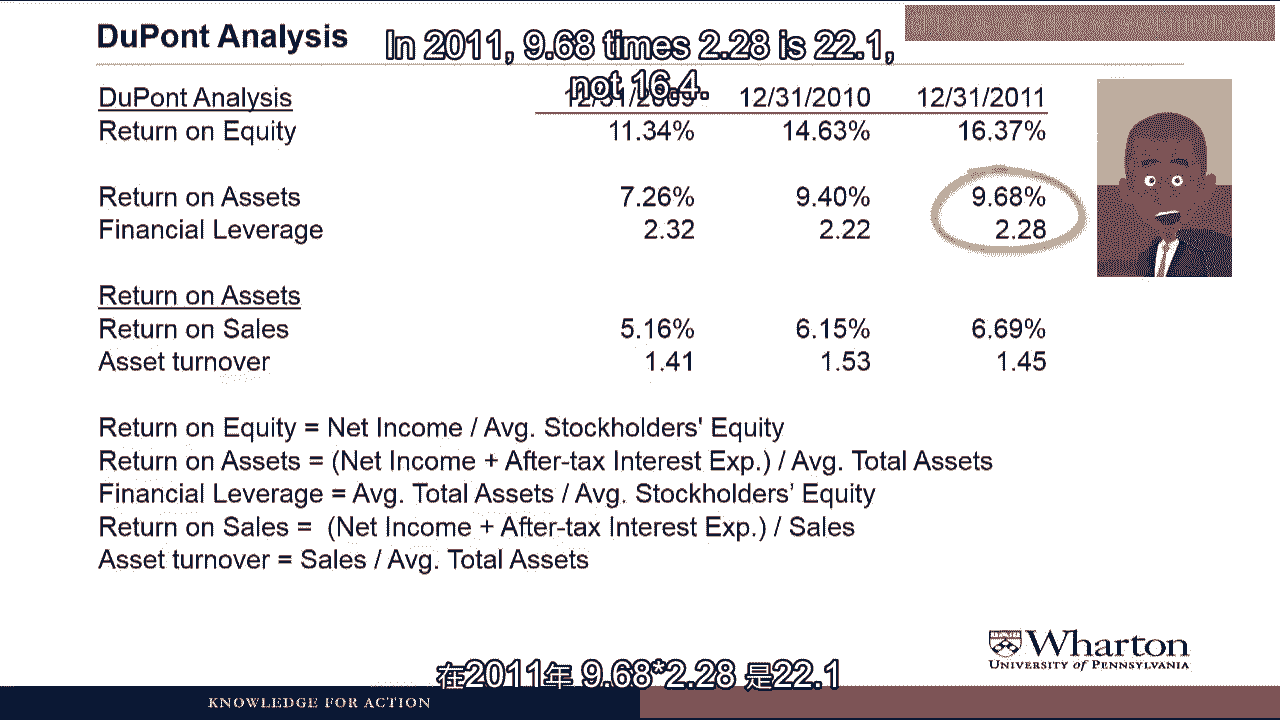 DuPont Analysis
In 2011, 9.68 times 2.28 is 22.1,
not 16.4.
DuPont Analysis 12/31/2009 12/31/2010 12/31/2011
Return on Equity 11.34% 14.63% 16.37%
Return on Assets 7.26% 9.40% 9.68%
Financial Leverage 2.32 2.22 2.28
Return on Assets
Return on Sales 5.16% 6.15% 6.69%
Asset turnover 1.41 1.53 1.45
Return on Equity = Net Income / Avg. Stockholders' Equity
Return on Assets = (Net Income + After-tax Interest Exp.) / Avg. Total Assets
Financial Leverage = Avg. Total Assets / Avg. Stockholders’ Equity
Return on Sales = (Net Income + After-tax Interest Exp.) / Sales
Asset turnover = Sales / Avg. Total Assets
Wharton
University of Pennsylvania
在2011年 9.68*2.28 是22.1
KNOWLEDGE FOR ACTION